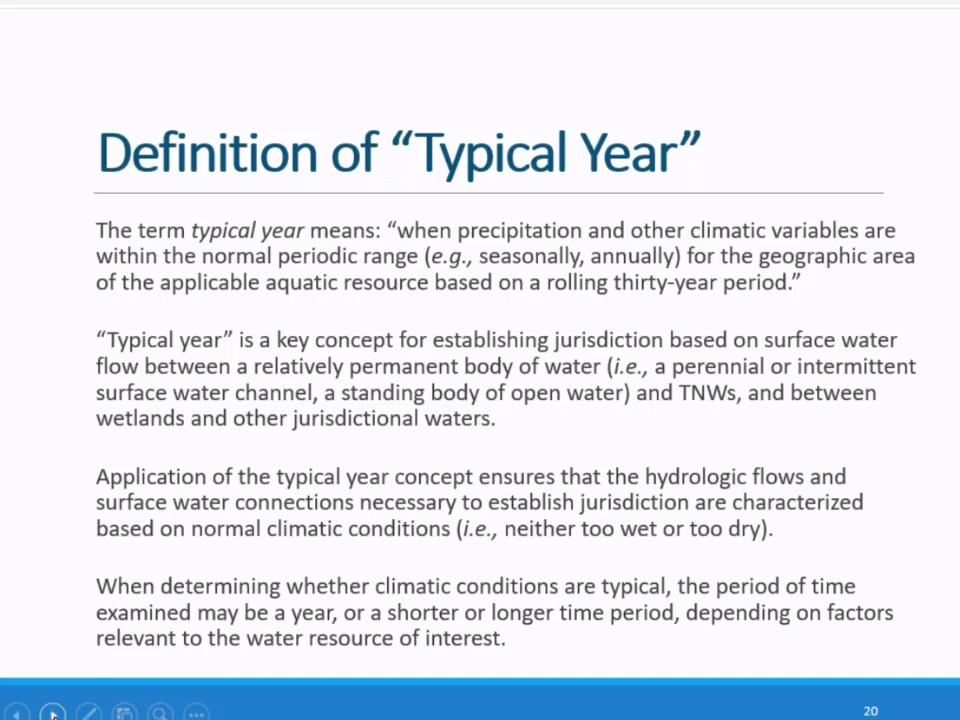 Definition of “Typical Year”
The term typical year means: “when precipitation and other climatic variables are
within the normal periodic range (e.g., seasonally, annually) for the geographic area
of the applicable aquatic resource based on a rolling thirty-year period.”
“Typical year” is a key concept for establishing jurisdiction based on surface water
flow between a relatively permanent body of water (i.e., a perennial or intermittent
surface water channel, a standing body of open water) and TNWs, and between
wetlands and other jurisdictional waters.
Application of the typical year concept ensures that the hydrologic flows and
surface water connections necessary to establish jurisdiction are characterized
based on normal climatic conditions (i.e., neither too wet or too dry).
When determining whether climatic conditions are typical, the period of time
examined may be a year, or a shorter or longer time period, depending on factors
relevant to the water resource of interest.
20